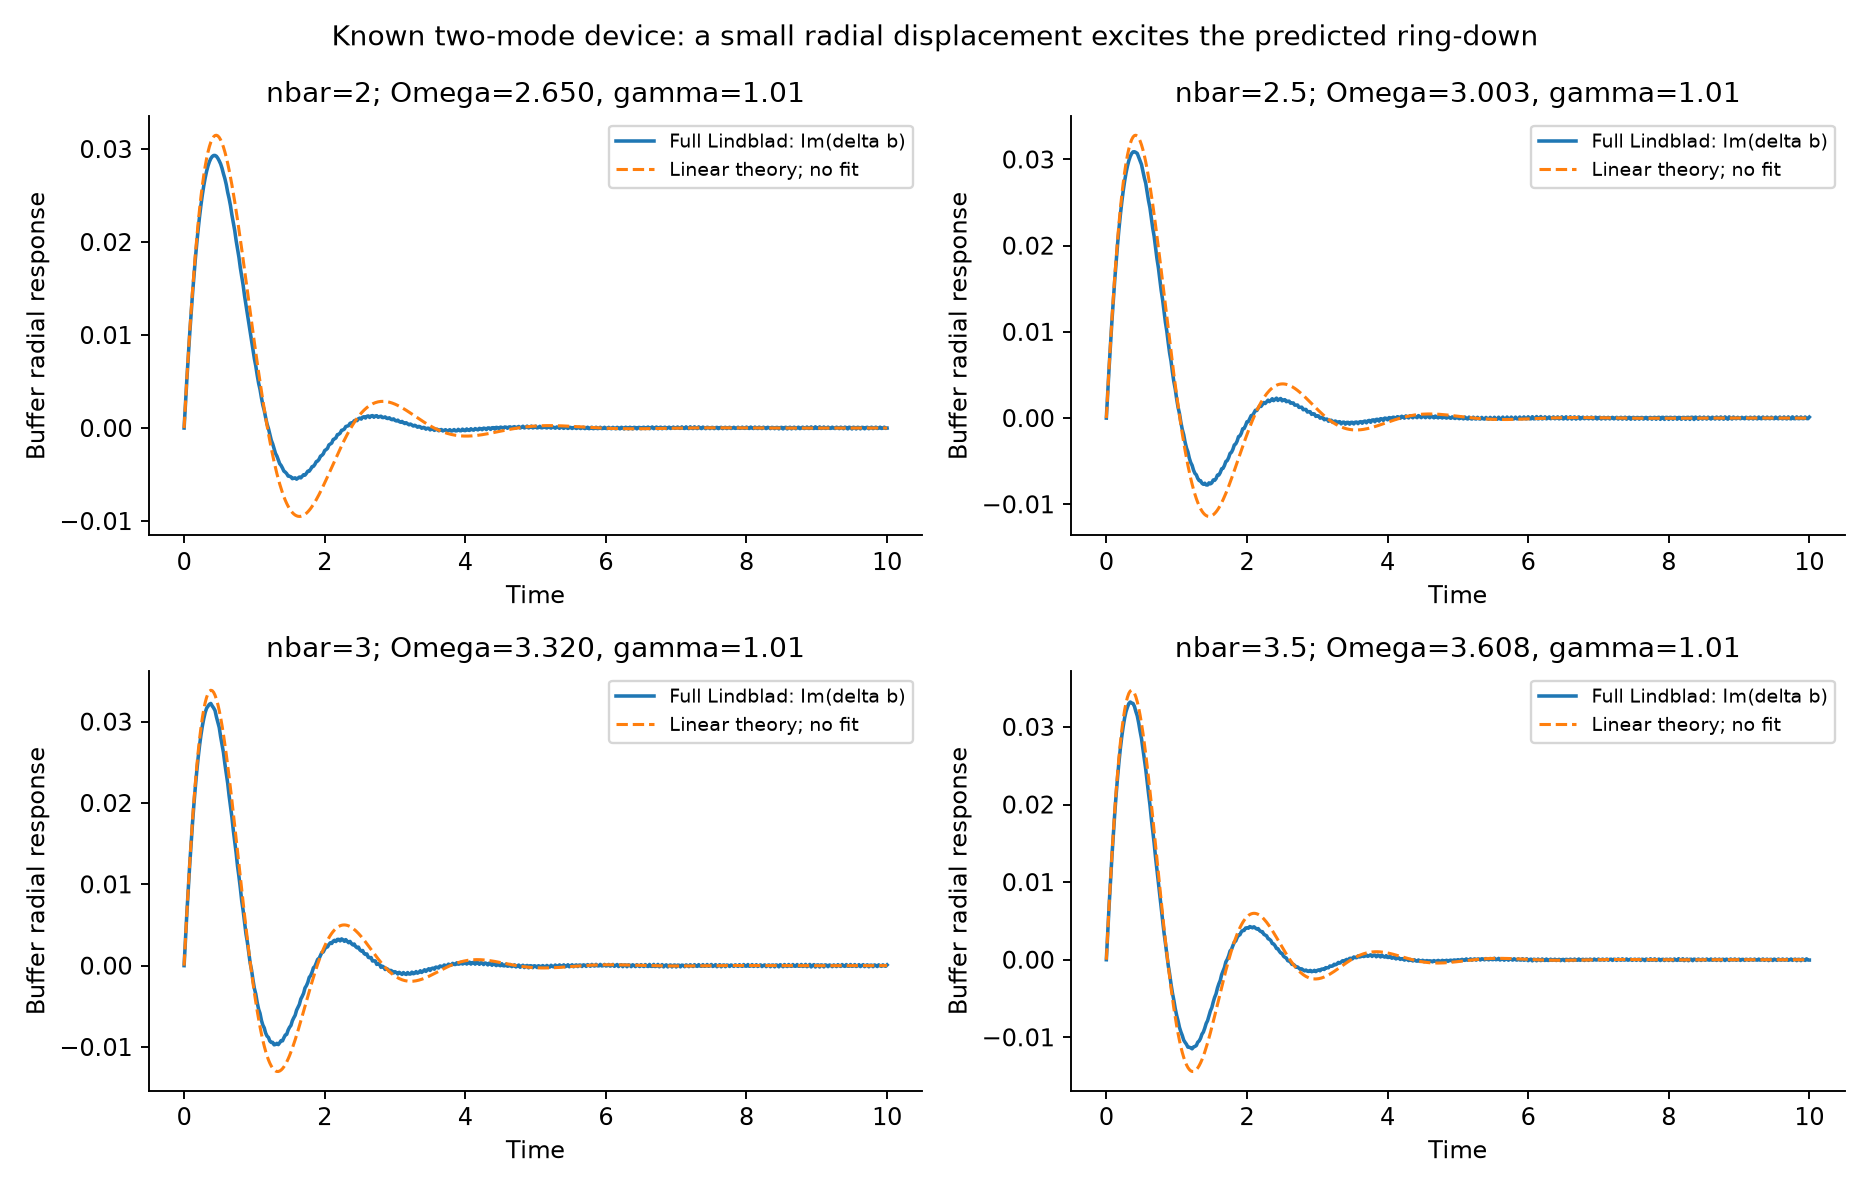 Known two-mode device: a small radial displacement excites the predicted ring-down
nbar=2; Omega=2.650, gamma=1.01
Full Lindblad: Im(delta b)
Linear theory; no fit
Buffer radial response
0.03
0.02
0.01
0.00
−0.01
0 2 4 6 8 10
Time
nbar=2.5; Omega=3.003, gamma=1.01
Full Lindblad: Im(delta b)
Linear theory; no fit
Buffer radial response
0.03
0.02
0.01
0.00
−0.01
0 2 4 6 8 10
Time
nbar=3; Omega=3.320, gamma=1.01
Full Lindblad: Im(delta b)
Linear theory; no fit
Buffer radial response
0.03
0.02
0.01
0.00
−0.01
0 2 4 6 8 10
Time
nbar=3.5; Omega=3.608, gamma=1.01
Full Lindblad: Im(delta b)
Linear theory; no fit
Buffer radial response
0.03
0.02
0.01
0.00
−0.01
0 2 4 6 8 10
Time